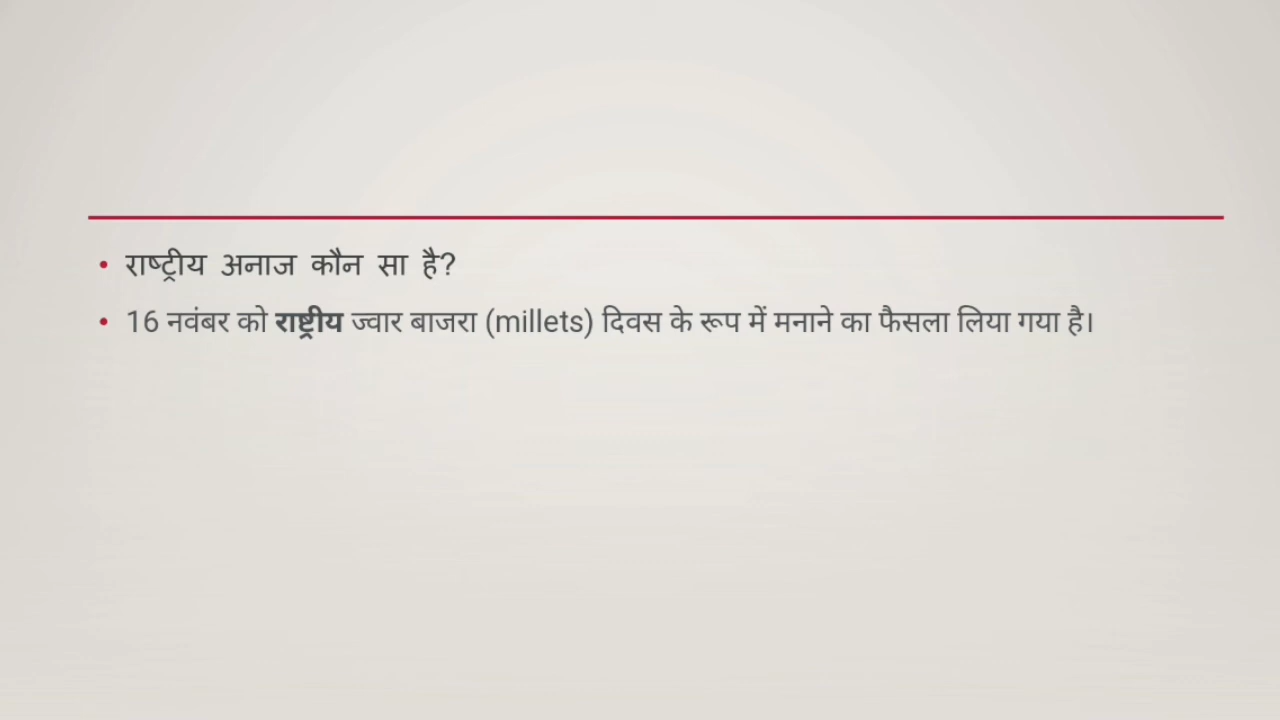 • राष्ट्रीय अनाज कौन सा है?
• 16 नवंबर को राष्ट्रीय ज्वार बाजरा (millets) दिवस के रूप में मनाने का फैसला लिया गया है।